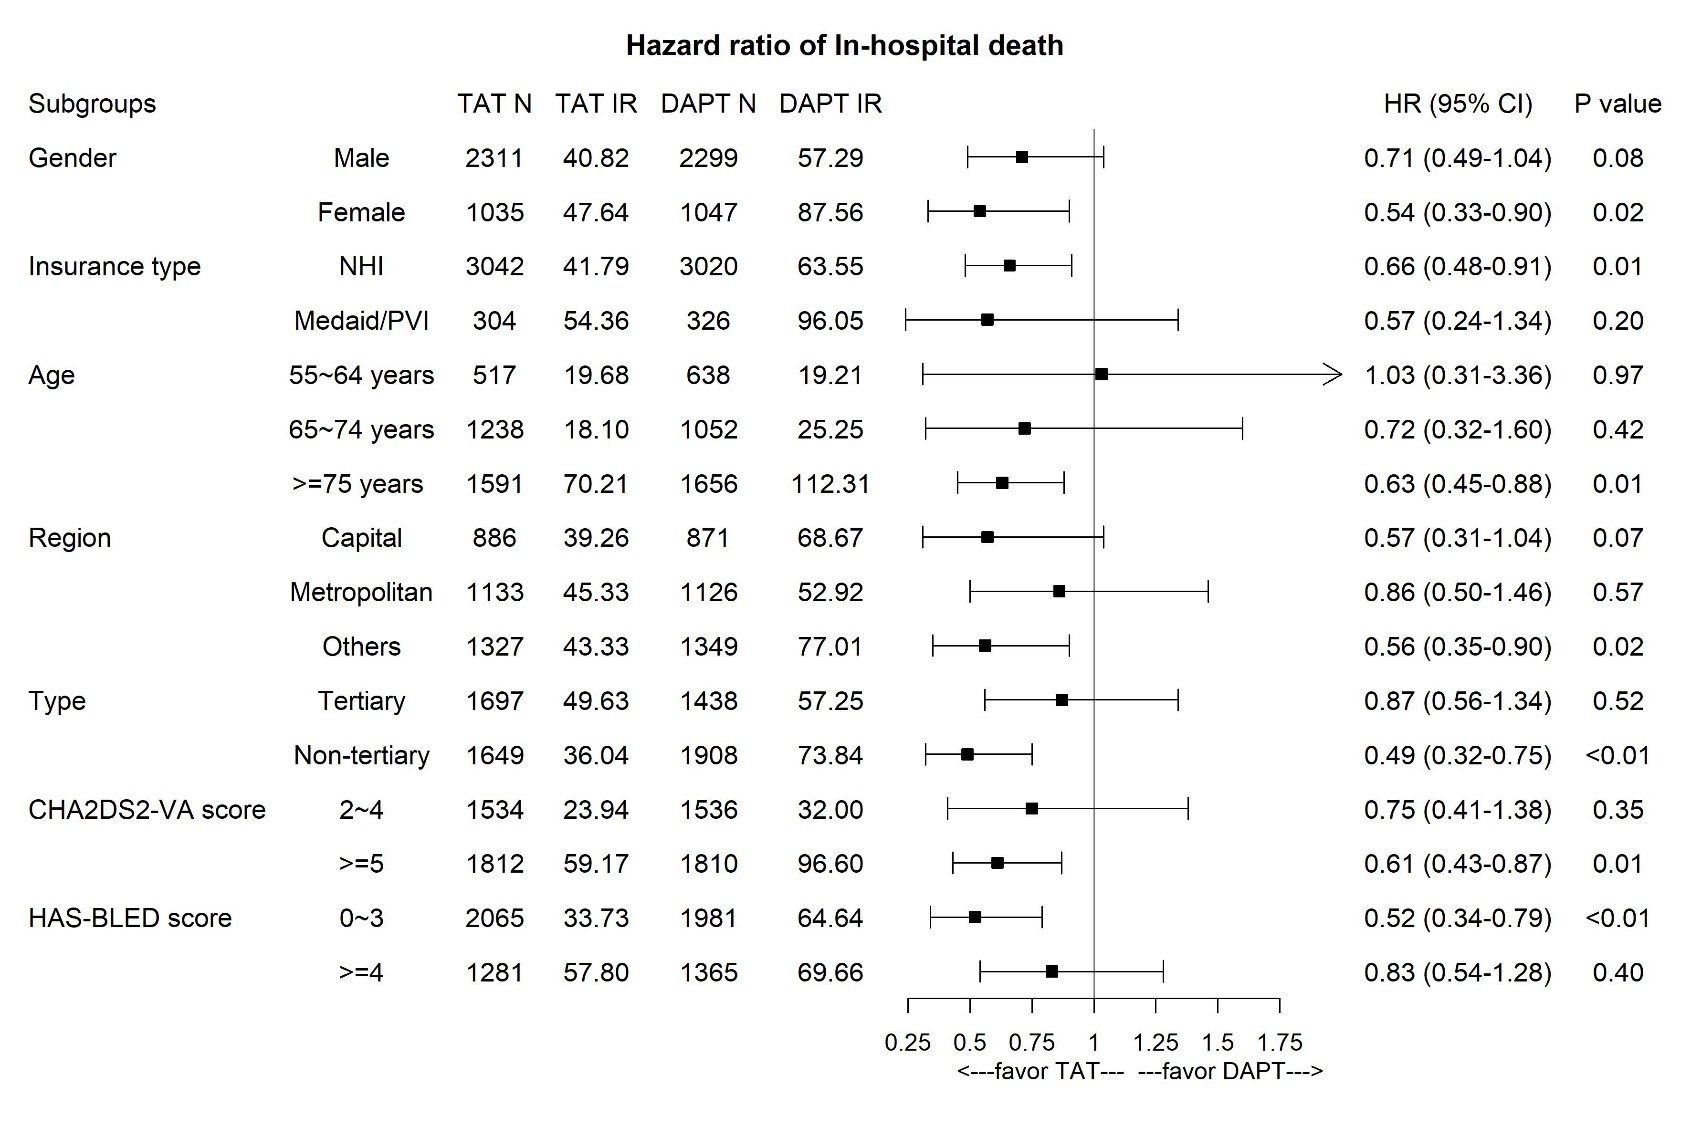 Hazard ratio of In-hospital death
Subgroups TAT N TAT IR DAPT N DAPT IR HR (95% CI) P value
Gender Male 2311 40.82 2299 57.29 0.71 (0.49-1.04) 0.08
Female 1035 47.64 1047 87.56 0.54 (0.33-0.90) 0.02
Insurance type NHI 3042 41.79 3020 63.55 0.66 (0.48-0.91) 0.01
Medaid/PVI 304 54.36 326 96.05 0.57 (0.24-1.34) 0.20
Age 55~64 years 517 19.68 638 19.21 1.03 (0.31-3.36) 0.97
65~74 years 1238 18.10 1052 25.25 0.72 (0.32-1.60) 0.42
>=75 years 1591 70.21 1656 112.31 0.63 (0.45-0.88) 0.01
Region Capital 886 39.26 871 68.67 0.57 (0.31-1.04) 0.07
Metropolitan 1133 45.33 1126 52.92 0.86 (0.50-1.46) 0.57
Others 1327 43.33 1349 77.01 0.56 (0.35-0.90) 0.02
Type Tertiary 1697 49.63 1438 57.25 0.87 (0.56-1.34) 0.52
Non-tertiary 1649 36.04 1908 73.84 0.49 (0.32-0.75) <0.01
CHA2DS2-VA score 2~4 1534 23.94 1536 32.00 0.75 (0.41-1.38) 0.35
>=5 1812 59.17 1810 96.60 0.61 (0.43-0.87) 0.01
HAS-BLED score 0~3 2065 33.73 1981 64.64 0.52 (0.34-0.79) <0.01
>=4 1281 57.80 1365 69.66 0.83 (0.54-1.28) 0.40
0.25 0.5 0.75 1 1.25 1.5 1.75
<---favor TAT--- ---favor DAPT--->